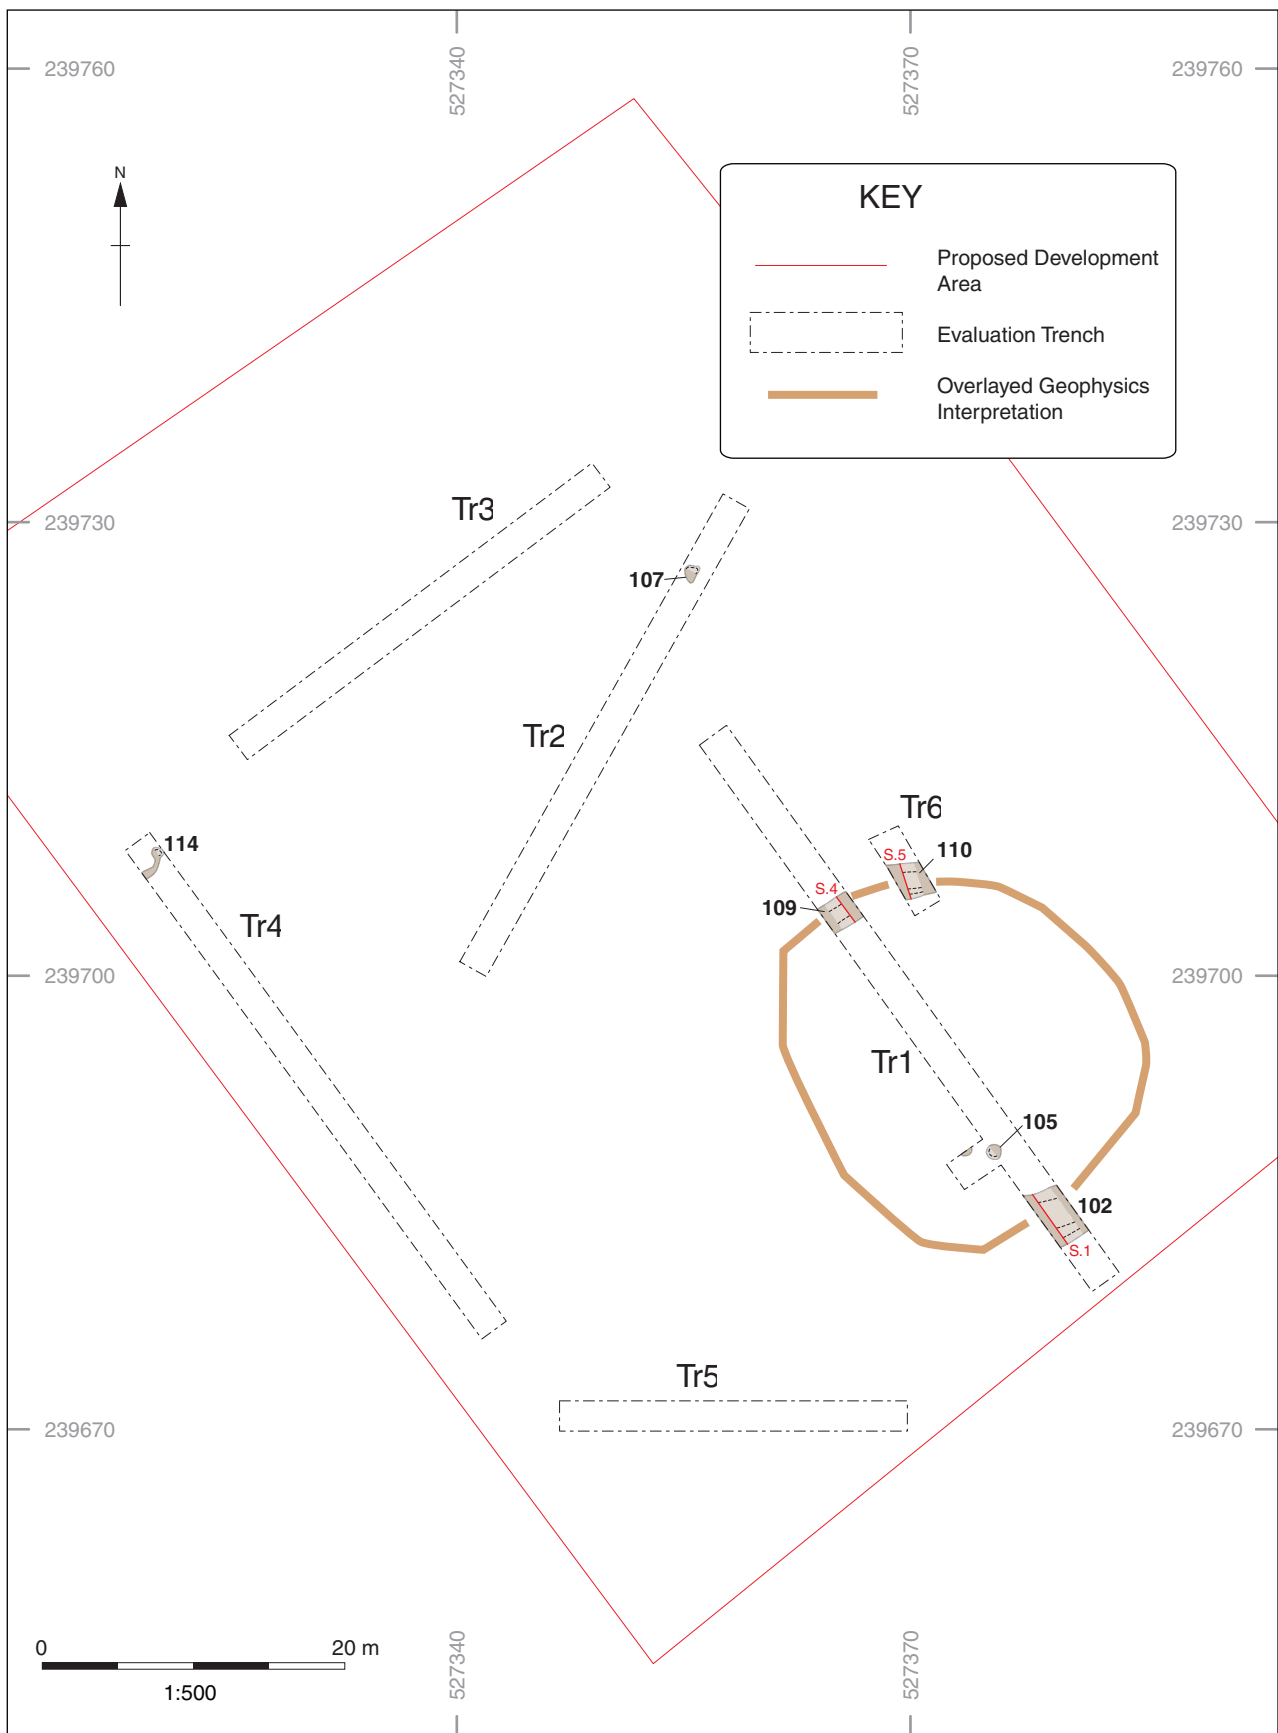 527340
527370
239760
239760
N
KEY
Proposed Development
Area
Evaluation Trench
Overlayed Geophysics
Interpretation
Tr3
239730
239730
107
Tr2
Tr6
114
S.5
110
S.4
109
Tr4
239700
239700
Tr1
105
102
S.1
Tr5
239670
239670
0
20 m
1:500
527340
527370